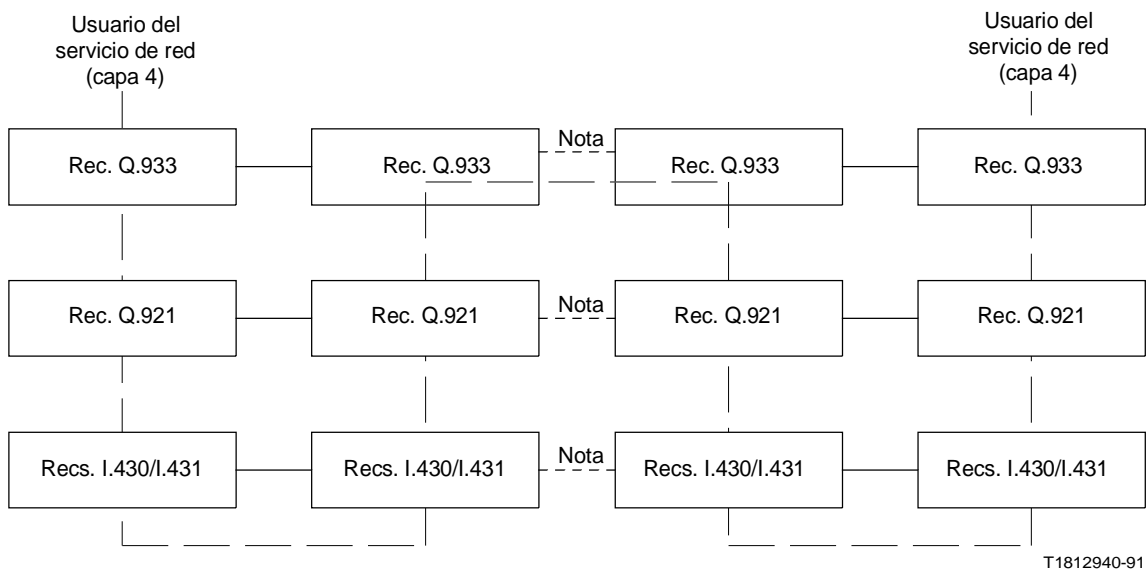 Usuario del
servicio de red
(capa 4)
Usuario del
servicio de red
(capa 4)
Rec. Q.933
Rec. Q.933
Nota
Rec. Q.933
Rec. Q.933
Rec. Q.921
Rec. Q.921
Nota
Rec. Q.921
Rec. Q.921
Recs. I.430/I.431
Recs. I.430/I.431
Nota
Recs. I.430/I.431
Recs. I.430/I.431
T1812940-91